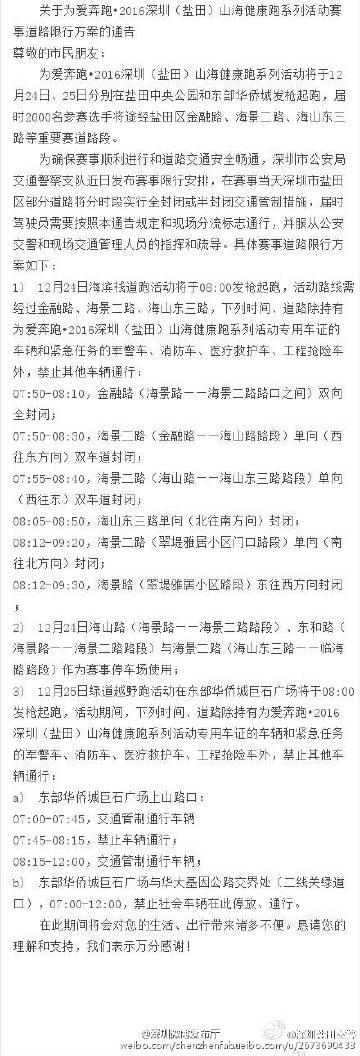 关于为爱奔跑•2016深圳（盐田）山海健康跑系列活动赛
事道路限行方案的通告
尊敬的市民朋友：
为爱奔跑•2016深圳（盐田）山海健康跑系列活动将于12
月24日、25日分别在盐田中央公园和东部华侨城发枪起跑，届
时2000名参赛选手将途经盐田区金融路、海景二路、海山东三
路等重要赛道路段。
为确保赛事顺利进行和道路交通安全畅通，深圳市公安局
交通警察支队近日发布赛事限行安排，在赛事当天深圳市盐田
区部分道路将分时段实行全封闭或半封闭交通管制措施，届时
驾驶员需要按照本通告规定和现场分流标志通行，并服从公安
交警和现场交通管理人员的指挥和疏导。具体赛事道路限行方
案如下：
1） 12月24日海滨栈道跑活动将于08:00发枪起跑，活动路线需
经过金融路、海景二路、海山东三路，下列时间、道路除持有
为爱奔跑•2016深圳（盐田）山海健康跑系列活动专用车证的
车辆和紧急任务的军警车、消防车、医疗救护车、工程抢险车
外，禁止其他车辆通行：
07:50-08:10，金融路（海景路——海景二路路口之间）双向
全封闭；
07:50-08:30，海景二路（金融路——海山路路段）单向（西
往东方向）双车道封闭；
07:55-08:40，海景二路（海山路——海山东三路路段）单向
（西往东）双车道封闭；
08:05-08:50，海山东三路单向（北往南方向）封闭；
08:12-09:20，海景二路（翠堤雅居小区门口路段）单向（南
往北方向）封闭；
08:12-09:30，海景路（翠堤雅居小区路段）东往西方向封闭
；
2） 12月24日海山路（海景路——海景二路路段）、东和路（
海景路——海景二路路段）与海景二路（海山东三路——临海
路路段）作为赛事停车场使用；
3） 12月25日绿道越野跑活动在东部华侨城巨石广场将于08:00
发枪起跑，活动期间，下列时间、道路除持有为爱奔跑•2016
深圳（盐田）山海健康跑系列活动专用车证的车辆和紧急任务
的军警车、消防车、医疗救护车、工程抢险车外，禁止其他车
辆通行：
a） 东部华侨城巨石广场上山路口：
07:00-07:45，交通管制通行车辆
07:45-08:15，禁止车辆通行；
08:15-12:00，交通管制通行车辆；
b） 东部华侨城巨石广场与华大基因公路交界处（二线关绿道
口），07:00-12:00，禁止社会车辆在此停放、通行。
在此期间将会对您的生活、出行带来诸多不便。恳请您的
理解和支持，我们表示万分感谢！
@深圳微博发布厅
weibo.com/shenzhenfabu
weibo.com/u/2673690433